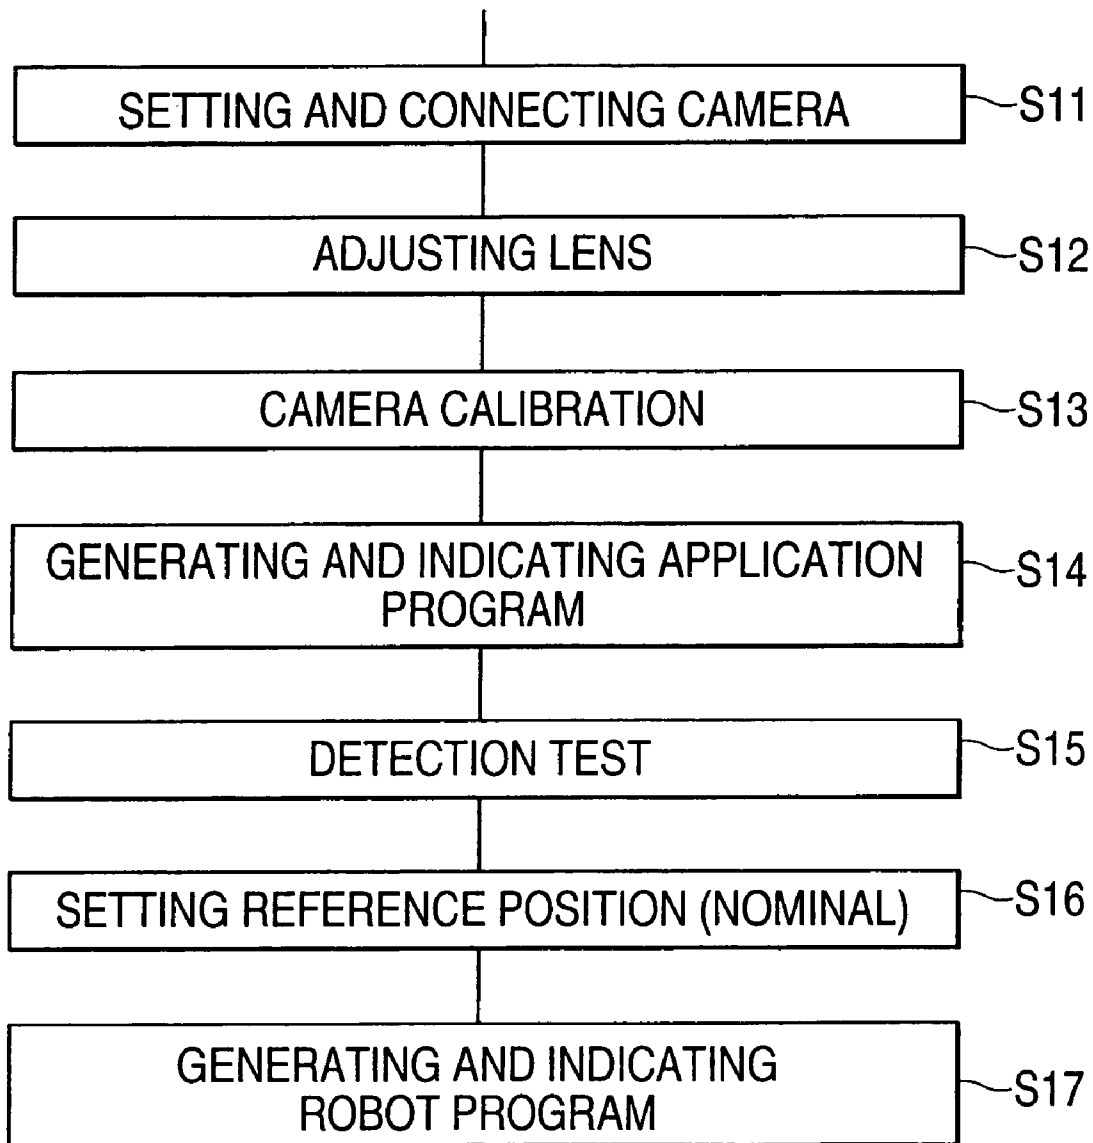 SETTING AND CONNECTING CAMERA
S11
ADJUSTING LENS
S12
CAMERA CALIBRATION
S13
GENERATING AND INDICATING APPLICATION
PROGRAM
S14
DETECTION TEST
S15
SETTING REFERENCE POSITION (NOMINAL)
S16
GENERATING AND INDICATING
ROBOT PROGRAM
S17